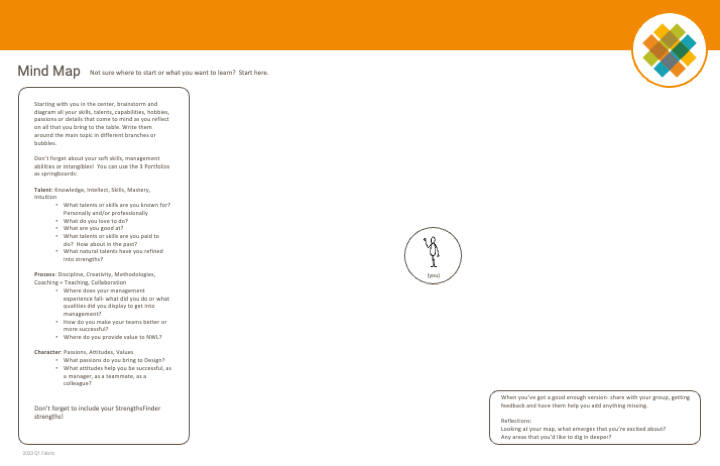 Mind Map Not sure where to start or what you want to learn? Start here.
Starting with you in the center, brainstorm and
diagram all your skills, talents, capabilities, hobbies,
passions or details that come to mind as you reflect
on all that you bring to the table. Write them
around the main topic in different branches or
bubbles.
Don't forget about your soft skills, management
abilities or intangibles! You can use the 3 Portfolios
as springboards:
Talent: Knowledge, Intellect, Skills, Mastery,
Intuition
• What talents or skills are you known for?
Personally and/or professionally
• What do you love to do?
• What are you good at?
• What talents or skills are you paid to
do? How about in the past?
• What natural talents have you refined
into strengths?
Process: Discipline, Creativity, Methodologies,
Coaching + Teaching, Collaboration
• Where does your management
experience fall- what did you do or what
qualities did you display to get into
management?
• How do you make your teams better or
more successful?
• Where do you provide value to NWL?
Character: Passions, Attitudes, Values
• What passions do you bring to Design?
• What attitudes help you be successful, as
a manager, as a teammate, as a
colleague?
Don't forget to include your StrengthsFinder
strengths!
(you)
When you've got a good enough version- share with your group, getting
feedback and have them help you add anything missing.
Reflections:
Looking at your map, what emerges that you're excited about?
Any areas that you'd like to dig in deeper?
2023 Q1 Fabric